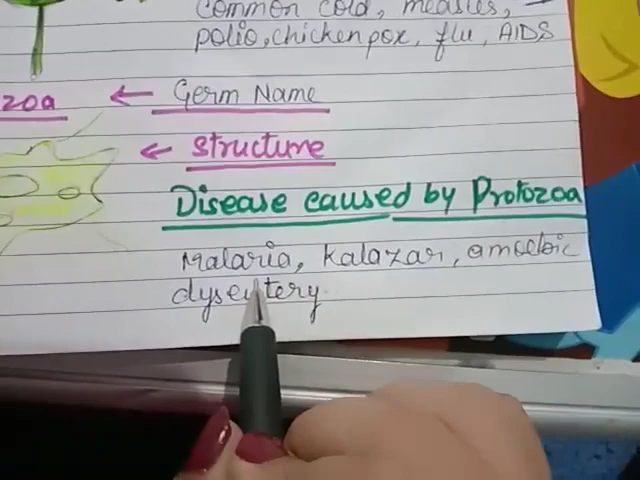 Common cold, measles,
polio, chickenpox, flu, AIDS
zoa ← Germ Name
← Structure
Disease caused by Protozoa
Malaria, Kalazar, amoebic
dysentery.